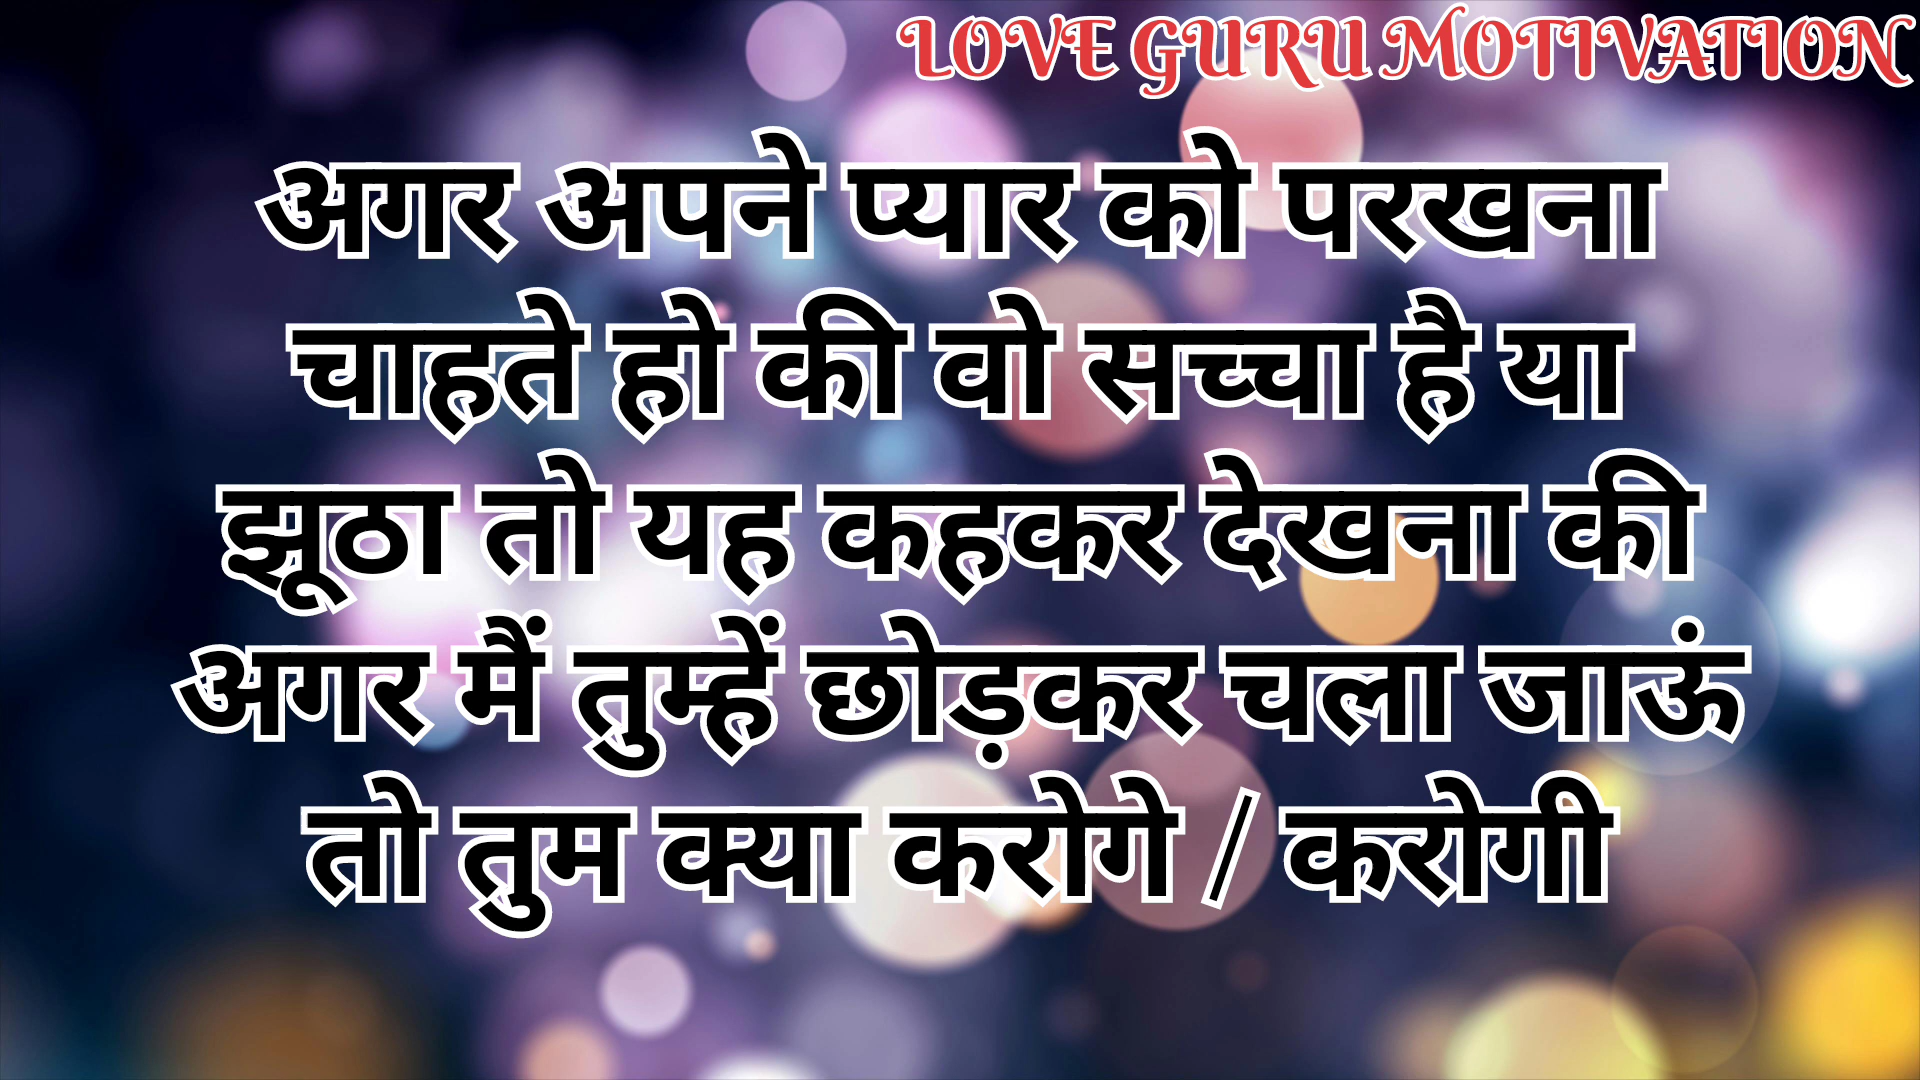 LOVE GURU MOTIVATION
अगर अपने प्यार को परखना
चाहते हो की वो सच्चा है या
झूठा तो यह कहकर देखना की
अगर मैं तुम्हें छोड़कर चला जाऊं
तो तुम क्या करोगे / करोगी